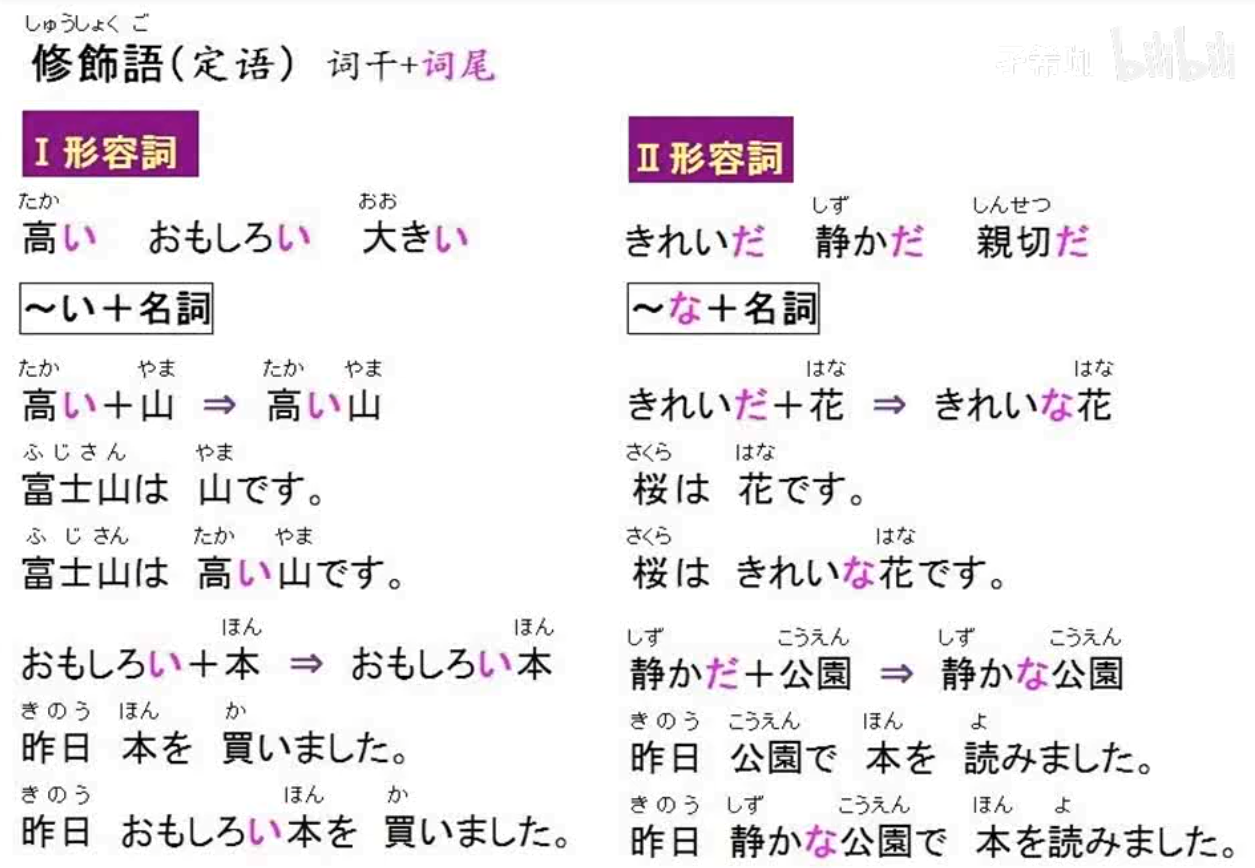 しゅうしょく ご
修飾語(定语) 词干+词尾
bilibili
I 形容詞
たか おお
高い おもしろい 大きい
～い＋名詞
たか やま たか やま
高い＋山 ⇒ 高い山
ふ じ さ ん やま
富士山は 山です。
ふ じ さん たか やま
富士山は 高い山です。
ほん ほん
おもしろい＋本 ⇒ おもしろい本
き の う ほん か
昨日 本を 買いました。
き の う ほん か
昨日 おもしろい本を 買いました。
II 形容詞
しず しんせつ
きれいだ 静かだ 親切だ
～な＋名詞
はな はな
きれいだ＋花 ⇒ きれいな花
さくら はな
桜は 花です。
さくら はな
桜は きれいな花です。
しず こうえん しず こうえん
静かだ＋公園 ⇒ 静かな公園
き の う こうえん ほん よ
昨日 公園で 本を 読みました。
き の う しず こうえん ほん よ
昨日 静かな公園で 本を読みました。